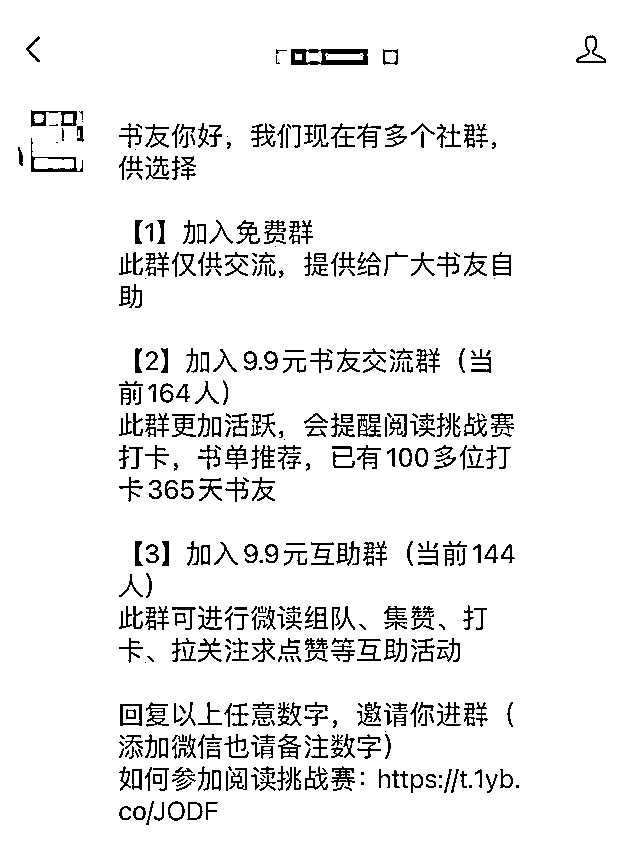 书友你好，我们现在有多个社群，
供选择
【1】加入免费群
此群仅供交流，提供给广大书友自
助
【2】加入9.9元书友交流群（当
前164人）
此群更加活跃，会提醒阅读挑战赛
打卡，书单推荐，已有100多位打
卡365天书友
【3】加入9.9元互助群（当前144
人）
此群可进行微读组队、集赞、打
卡、拉关注求点赞等互助活动
回复以上任意数字，邀请你进群（
添加微信也请备注数字）
如何参加阅读挑战赛：https://t.1yb.
co/JODF